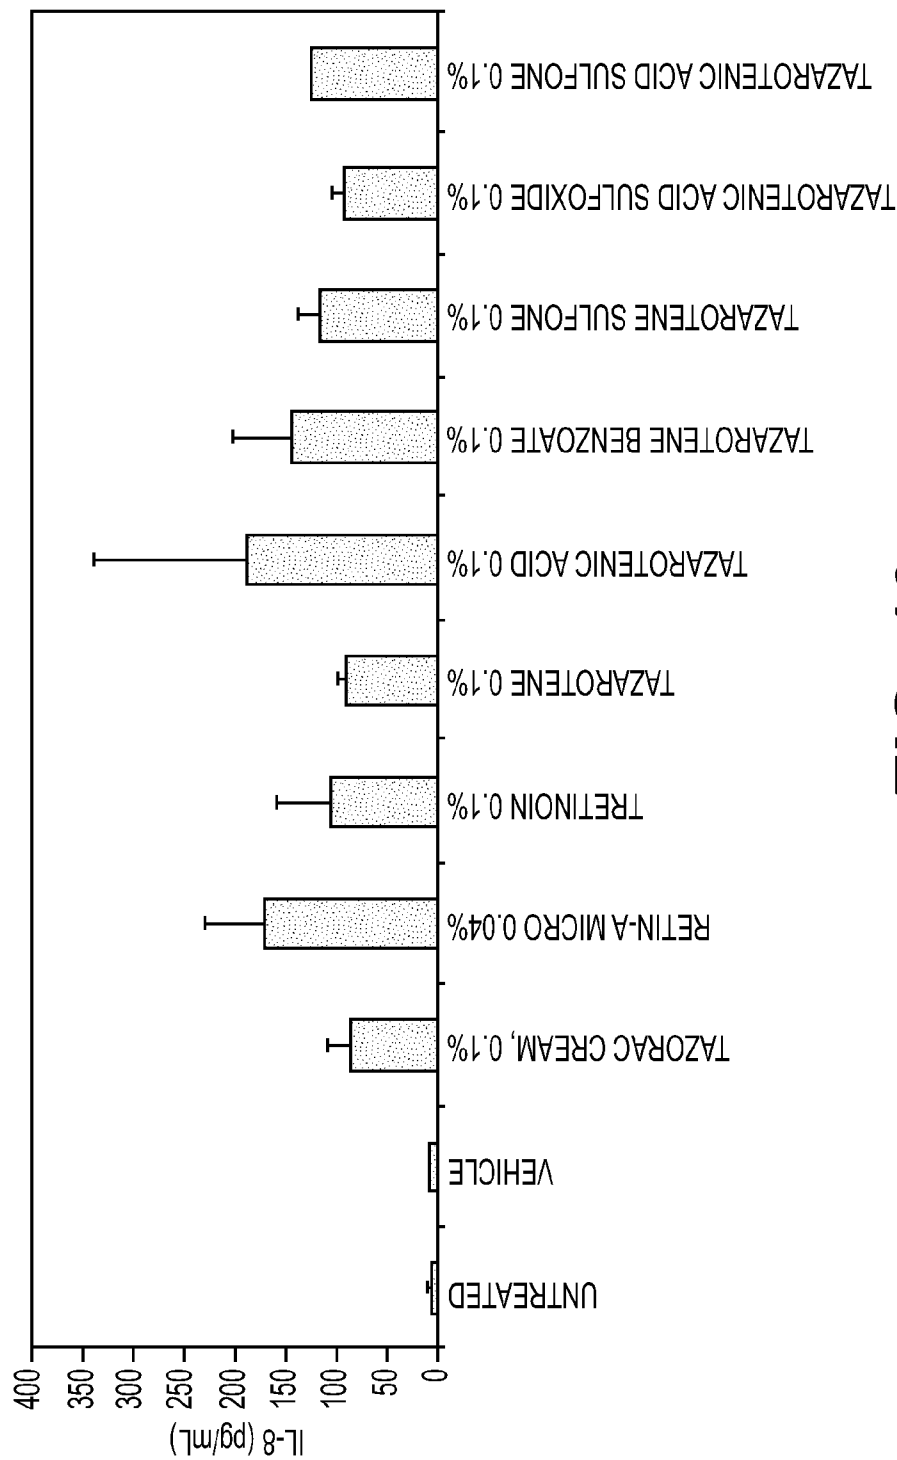 IL-8 (pg/mL)
400
350
300
250
200
150
100
50
0
UNTREATED
VEHICLE
TAZORAC CREAM, 0.1%
RETIN-A MICRO 0.04%
TRETINOIN 0.1%
TAZAROTENE 0.1%
TAZAROTENIC ACID 0.1%
TAZAROTENE BENZOATE 0.1%
TAZAROTENE SULFONE 0.1%
TAZAROTENIC ACID SULFOXIDE 0.1%
TAZAROTENIC ACID SULFONE 0.1%